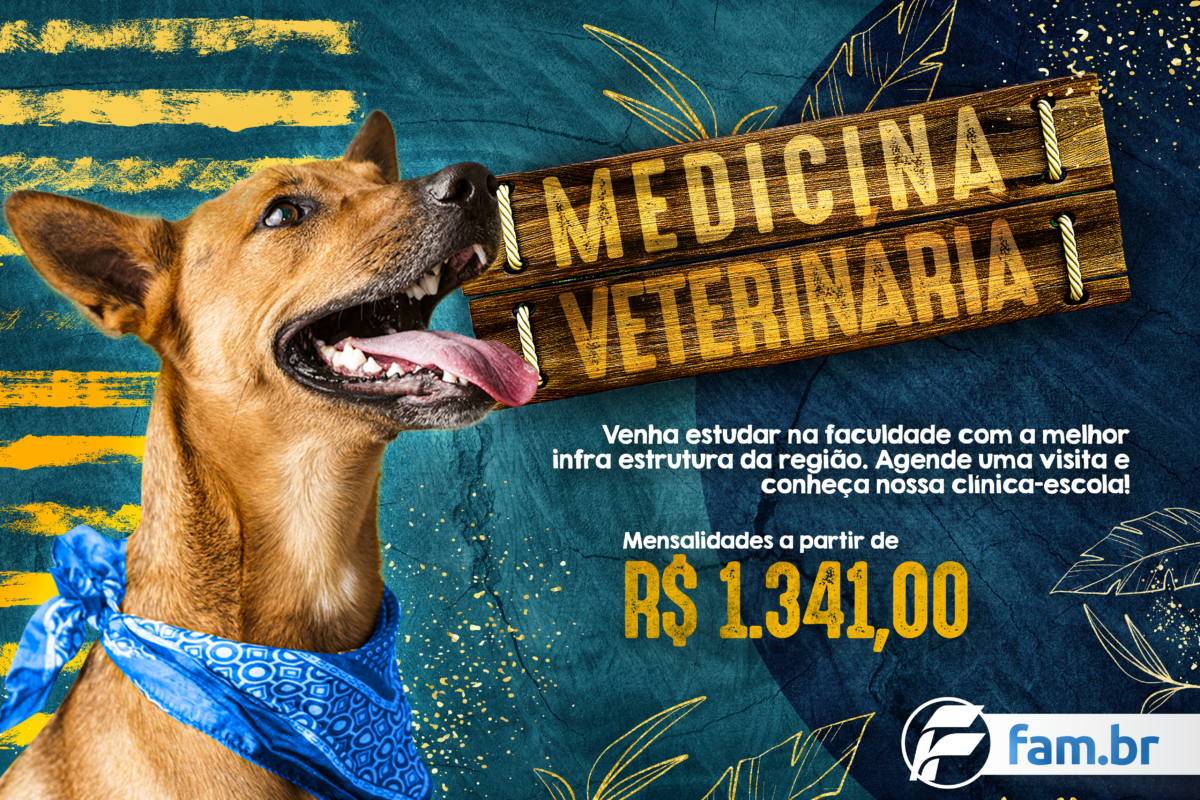 MEDICINA
VETERINÁRIA
Venha estudar na faculdade com a melhor
infra estrutura da região. Agende uma visita e
conheça nossa clínica-escola!
Mensalidades a partir de
R$ 1.341,00
fam.br